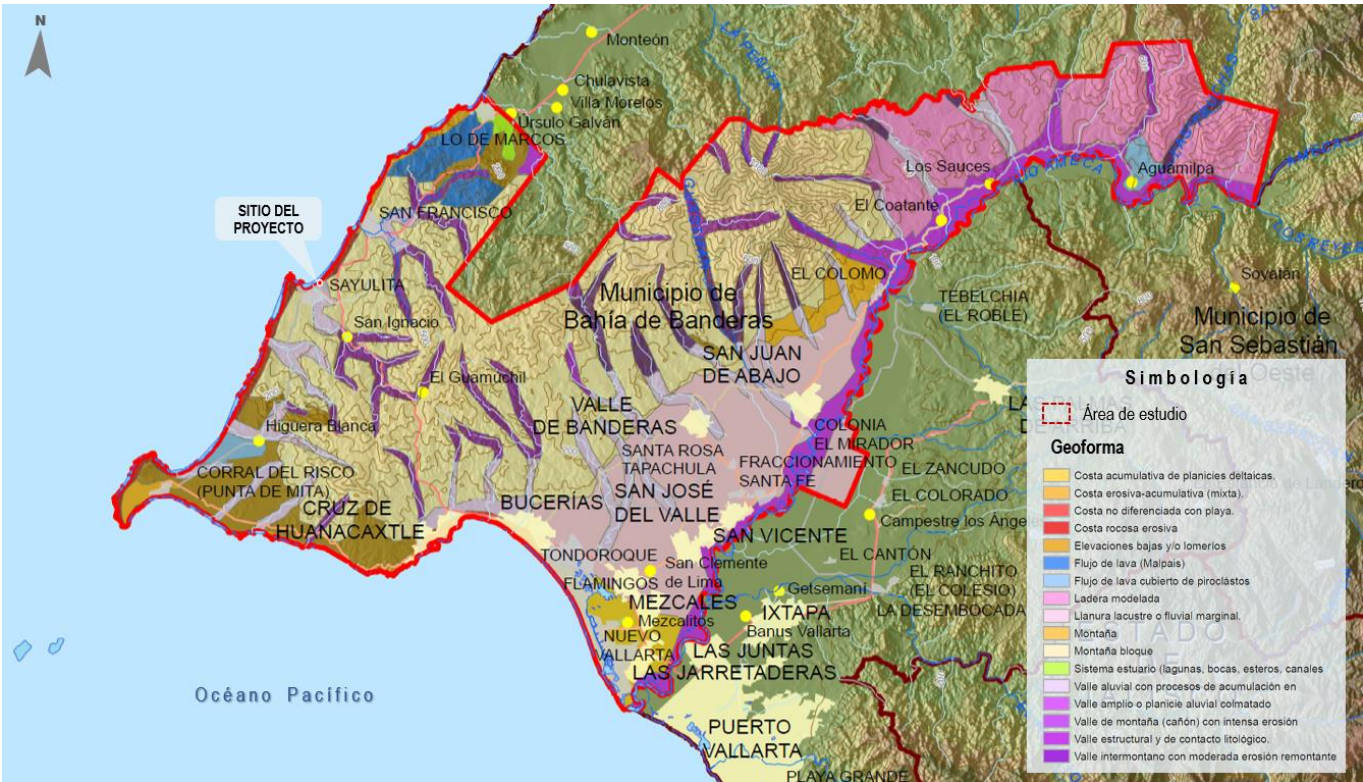 N
Monteón
LA PEÑITA
Chulavista
Villa Morelos
Úrsulo Galván
LO DE MARCOS
Los Sauces
RIO AMECA
Aguamilpa
AMECA
SITIO DEL
PROYECTO
SAN FRANCISCO
El Coatante
SAYULITA
EL COLOMO
Soyatán
San Ignacio
Municipio de
Bahía de Banderas
TEBELCHIA
(EL ROBLE)
Municipio de
San Sebastián
SAN JUAN
DE ABAJO
El Guamuchil
VALLE
DE BANDERAS
Higuera Blanca
COLONIA
EL MIRADOR
SANTA ROSA
TAPACHULA
FRACCIONAMIENTO
SANTA FE
EL ZANCUDO
CORRAL DEL RISCO
(PUNTA DE MITA)
CRUZ DE
HUANACAXTLE
BUCERÍAS
SAN JOSÉ
DEL VALLE
EL COLORADO
Campestre los Ángeles
SAN VICENTE
TONDOROQUE
San Clemente
de Lima
EL CANTÓN
FLAMINGOS
EL RANCHITO
(EL COLESIO)
Getsemaní
MEZCALES
IXTAPA
LA DESEMBOCADA
Mezcalitos
Banus Vallarta
NUEVO
VALLARTA
LAS JUNTAS
LAS JARRETADERAS
Océano Pacífico
PUERTO
VALLARTA
PLAYA GRANDE
Simbología
Área de estudio
Geoforma
Costa acumulativa de planicies deltaicas,
Costa erosiva-acumulativa (mixta).
Costa no diferenciada con playa.
Costa rocosa erosiva
Elevaciones bajas y/o lomeríos
Flujo de lava (Malpais)
Flujo de lava cubierto de piroclástos
Ladera modelada
Llanura lacustre o fluvial marginal.
Montaña
Montaña bloque
Sistema estuario (lagunas, bocas, esteros, canales
Valle aluvial con procesos de acumulación en
Valle amplio o planicie aluvial colmatado
Valle de montaña (cañón) con intensa erosión
Valle estructural y de contacto litológico.
Valle intermontano con moderada erosión remontante